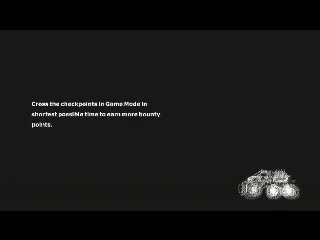 Cross the checkpoints in Game Mode in
shortest possible time to earn more bounty
points.